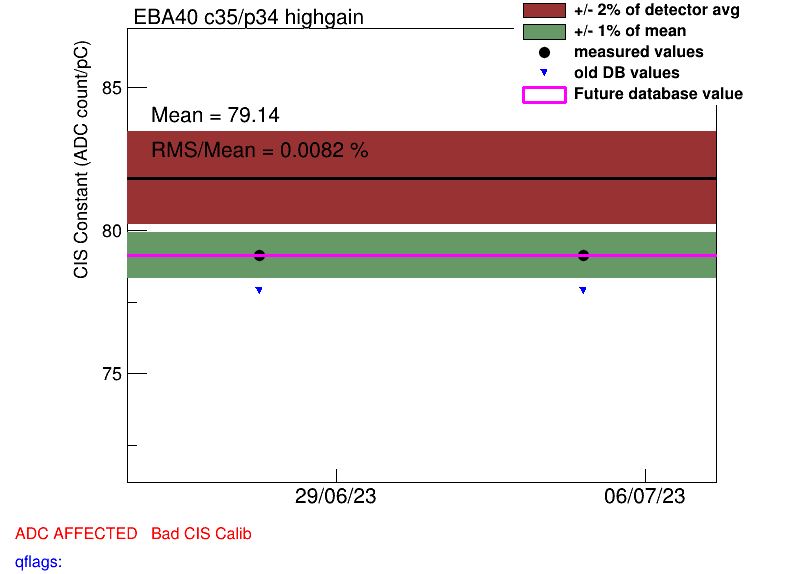 EBA40 c35/p34 highgain
+/- 2% of detector avg
+/- 1% of mean
measured values
old DB values
Future database value
CIS Constant (ADC count/pC)
85
80
75
Mean = 79.14
RMS/Mean = 0.0082 %
29/06/23 06/07/23
ADC AFFECTED Bad CIS Calib
qflags: